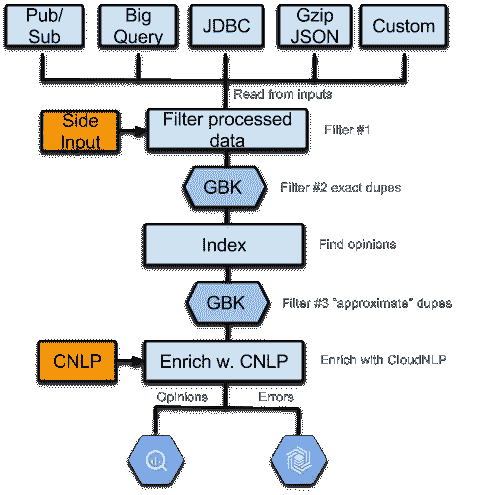 Pub/
Sub
Big
Query
JDBC
Gzip
JSON
Custom
Read from inputs
Side
Input
Filter processed
data
Filter #1
GBK
Filter #2 exact dupes
Index
Find opinions
GBK
Filter #3 "approximate" dupes
CNLP
Enrich w. CNLP
Enrich with CloudNLP
Opinions
Errors